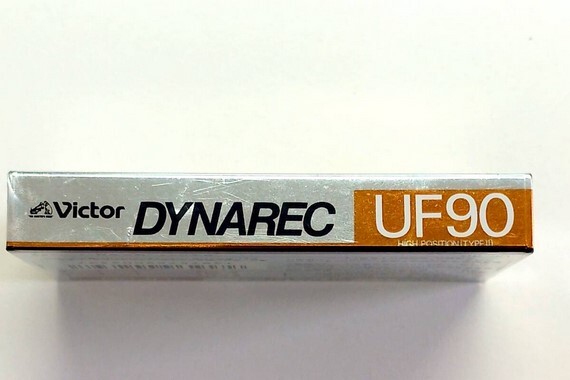 Victor DYNAREC UF90
HIGH POSITION (TYPE II)